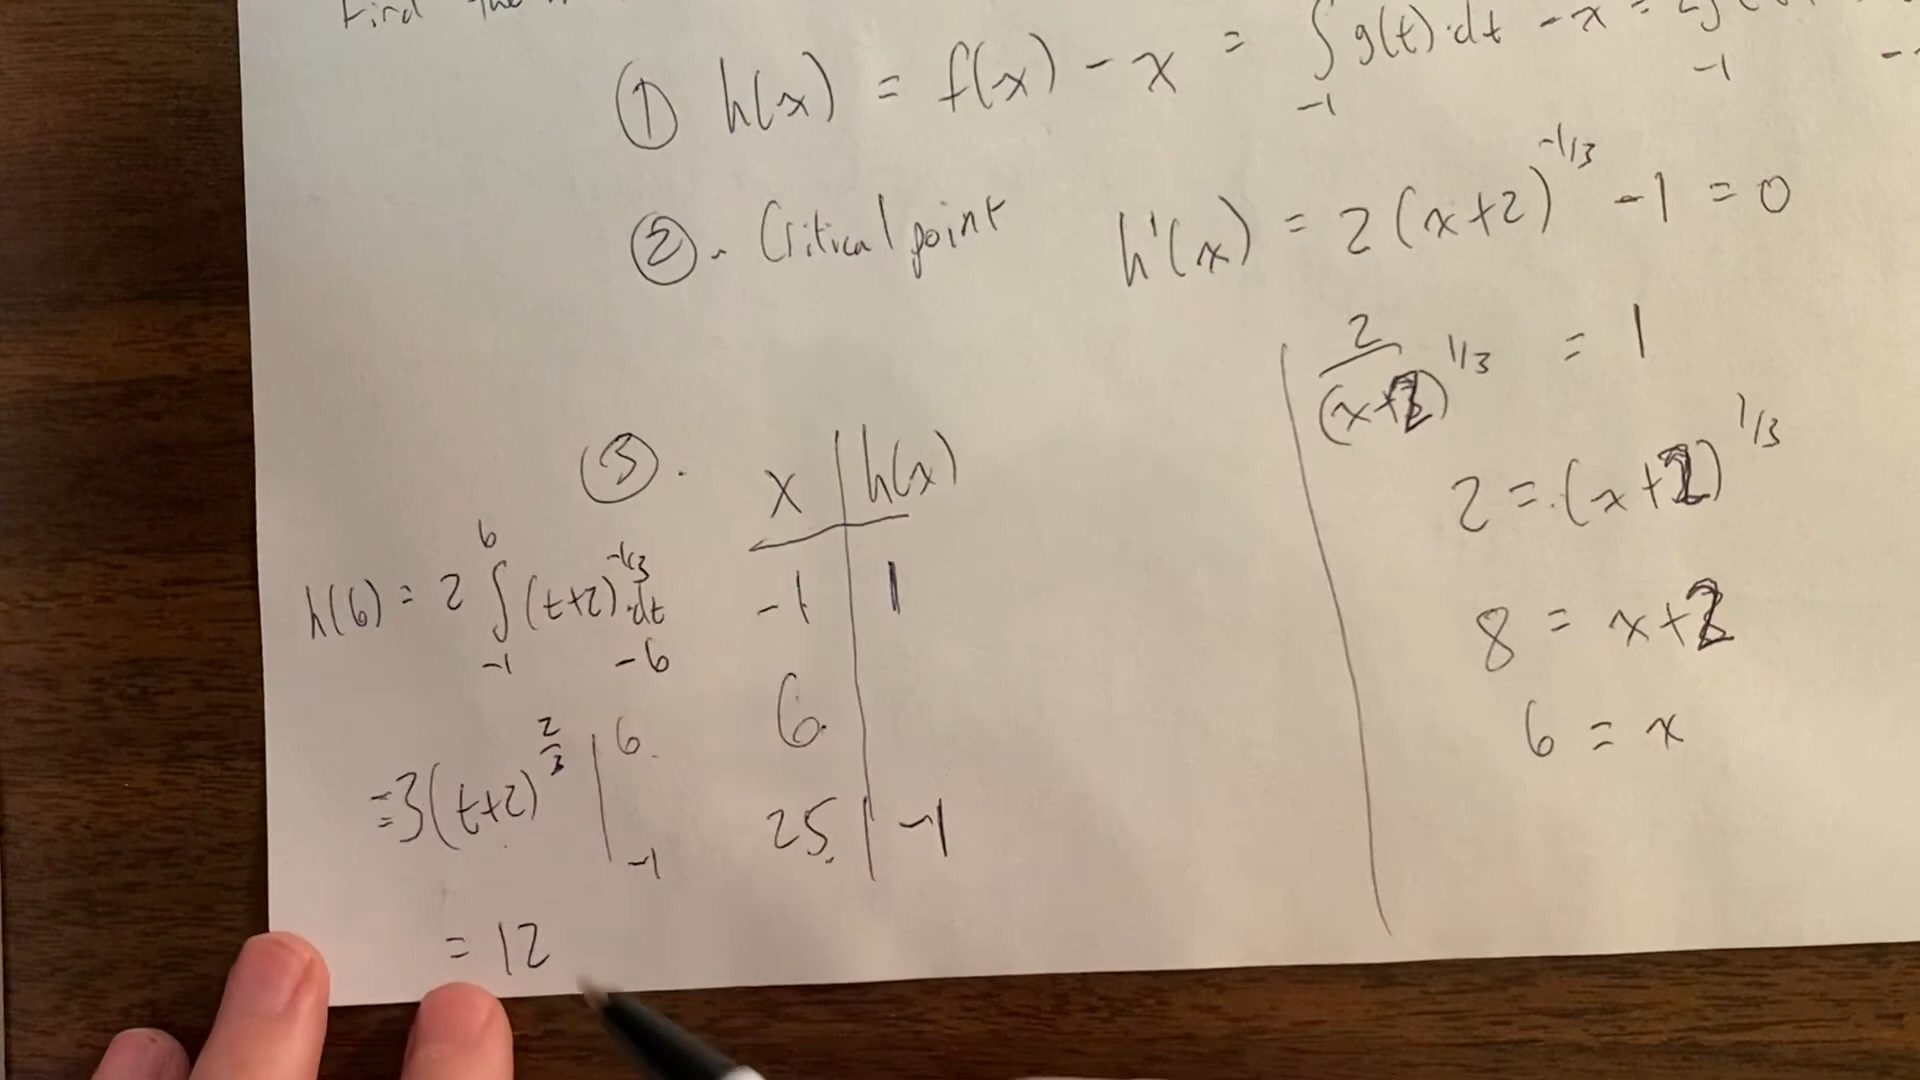 Find the
① h(x) = f(x) - x = ∫₋₁ g(t)·dt - x =
②. Critical point h'(x) = 2(x+2)^-1/3 - 1 = 0
2/(x+2)^1/3 = 1
2 = (x+2)^1/3
8 = x+2
6 = x
③. x | h(x)
-1 | 1
6
25 | -1
h(6) = 2 ∫₋₁⁶ (t+2)^-1/3 dt - 6
= 3(t+2)^2/3 |₋₁⁶
= 12